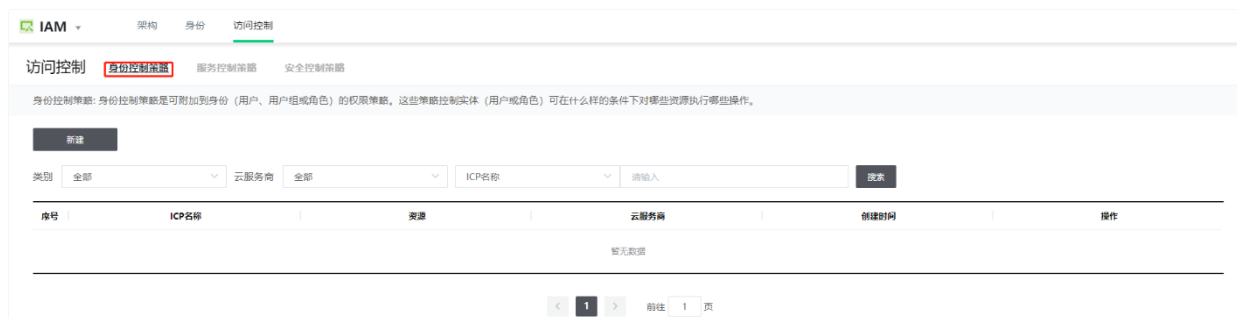 IAM 架构 身份 访问控制
访问控制 身份控制策略 服务控制策略 安全控制策略
身份控制策略: 身份控制策略是可附加到身份（用户、用户组或角色）的权限策略。这些策略控制实体（用户或角色）可在什么样的条件下对哪些资源执行哪些操作。
新建
类别 全部 云服务商 全部 ICP名称 请输入 搜索
序号 ICP名称 资源 云服务商 创建时间 操作
暂无数据
< 1 > 前往 1 页